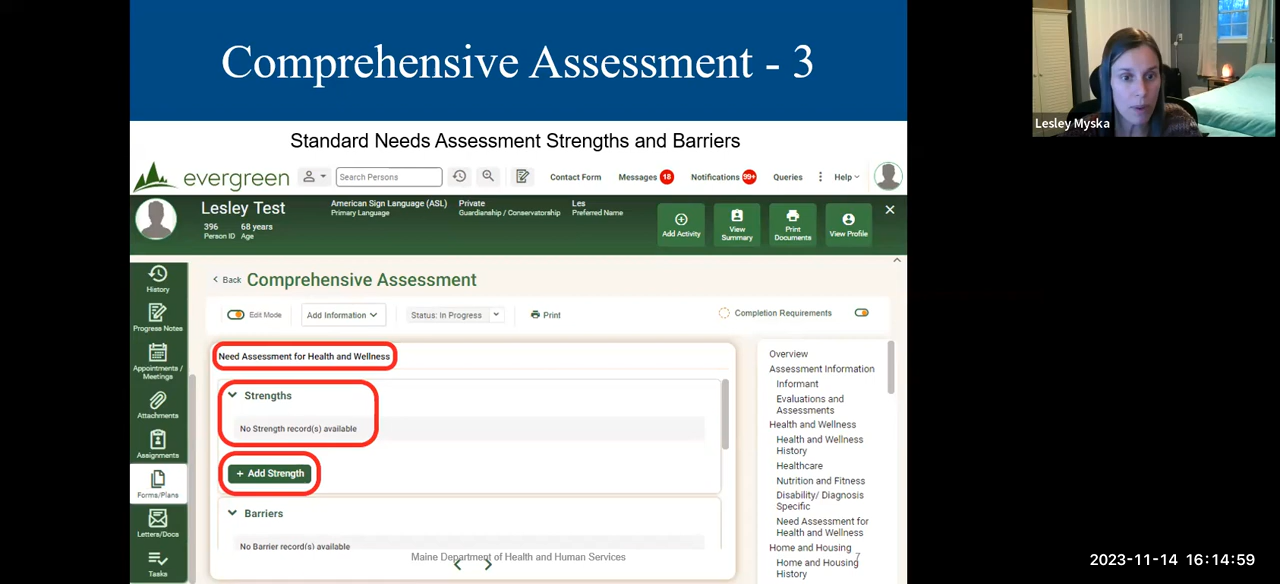 Comprehensive Assessment - 3
Lesley Myska
Standard Needs Assessment Strengths and Barriers
evergreen
Search Persons
Contact Form
Messages 18
Notifications 99+
Queries
Help
Lesley Test
396 68 years
Person ID Age
American Sign Language (ASL)
Primary Language
Private
Guardianship / Conservatorship
Les
Preferred Name
Add Activity
View Summary
Print Documents
View Profile
History
Progress Notes
Appointments / Meetings
Attachments
Assignments
Forms/Plans
Letters/Docs
Tasks
< Back Comprehensive Assessment
Edit Mode
Add Information
Status: In Progress
Print
Completion Requirements
Need Assessment for Health and Wellness
Strengths
No Strength record(s) available
+ Add Strength
Barriers
No Barrier record(s) available
Maine Department of Health and Human Services
Overview
Assessment Information
Informant
Evaluations and
Assessments
Health and Wellness
Health and Wellness
History
Healthcare
Nutrition and Fitness
Disability/ Diagnosis
Specific
Need Assessment for
Health and Wellness
Home and Housing
Home and Housing
History
2023-11-14 16:14:59